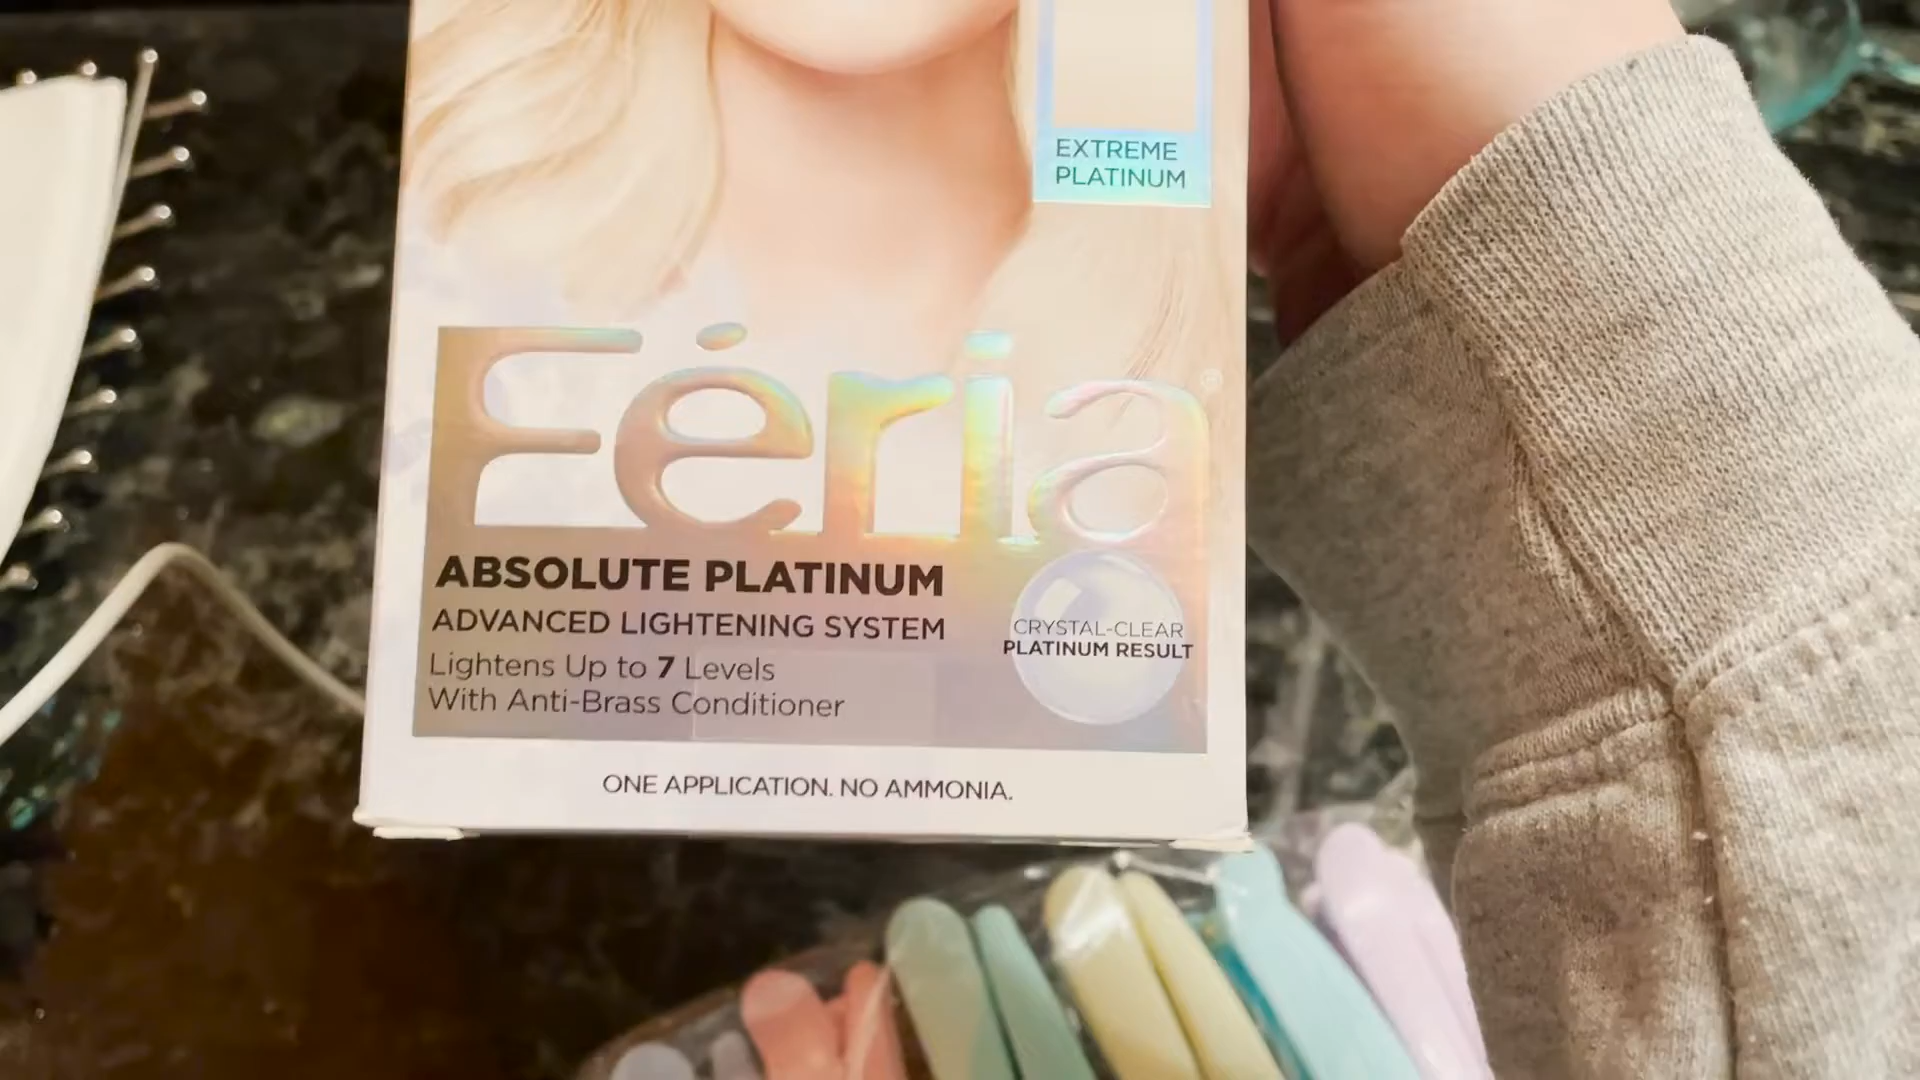 EXTREME
PLATINUM
Féria®
ABSOLUTE PLATINUM
ADVANCED LIGHTENING SYSTEM
Lightens Up to 7 Levels
With Anti-Brass Conditioner
CRYSTAL-CLEAR
PLATINUM RESULT
ONE APPLICATION. NO AMMONIA.